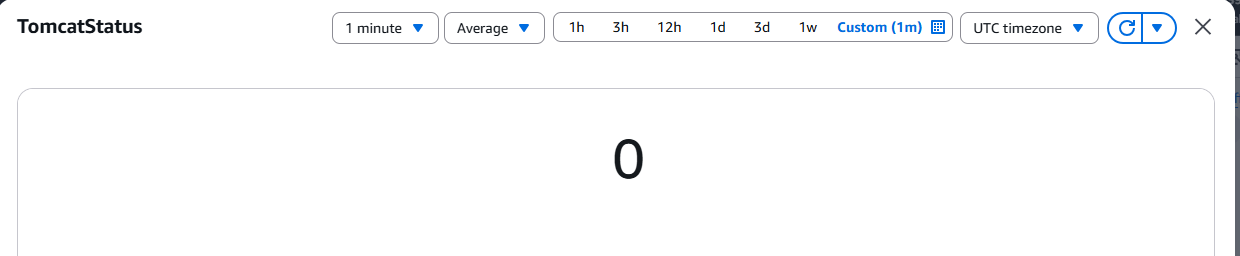 TomcatStatus
1 minute
Average
1h 3h 12h 1d 3d 1w Custom (1m)
UTC timezone
0